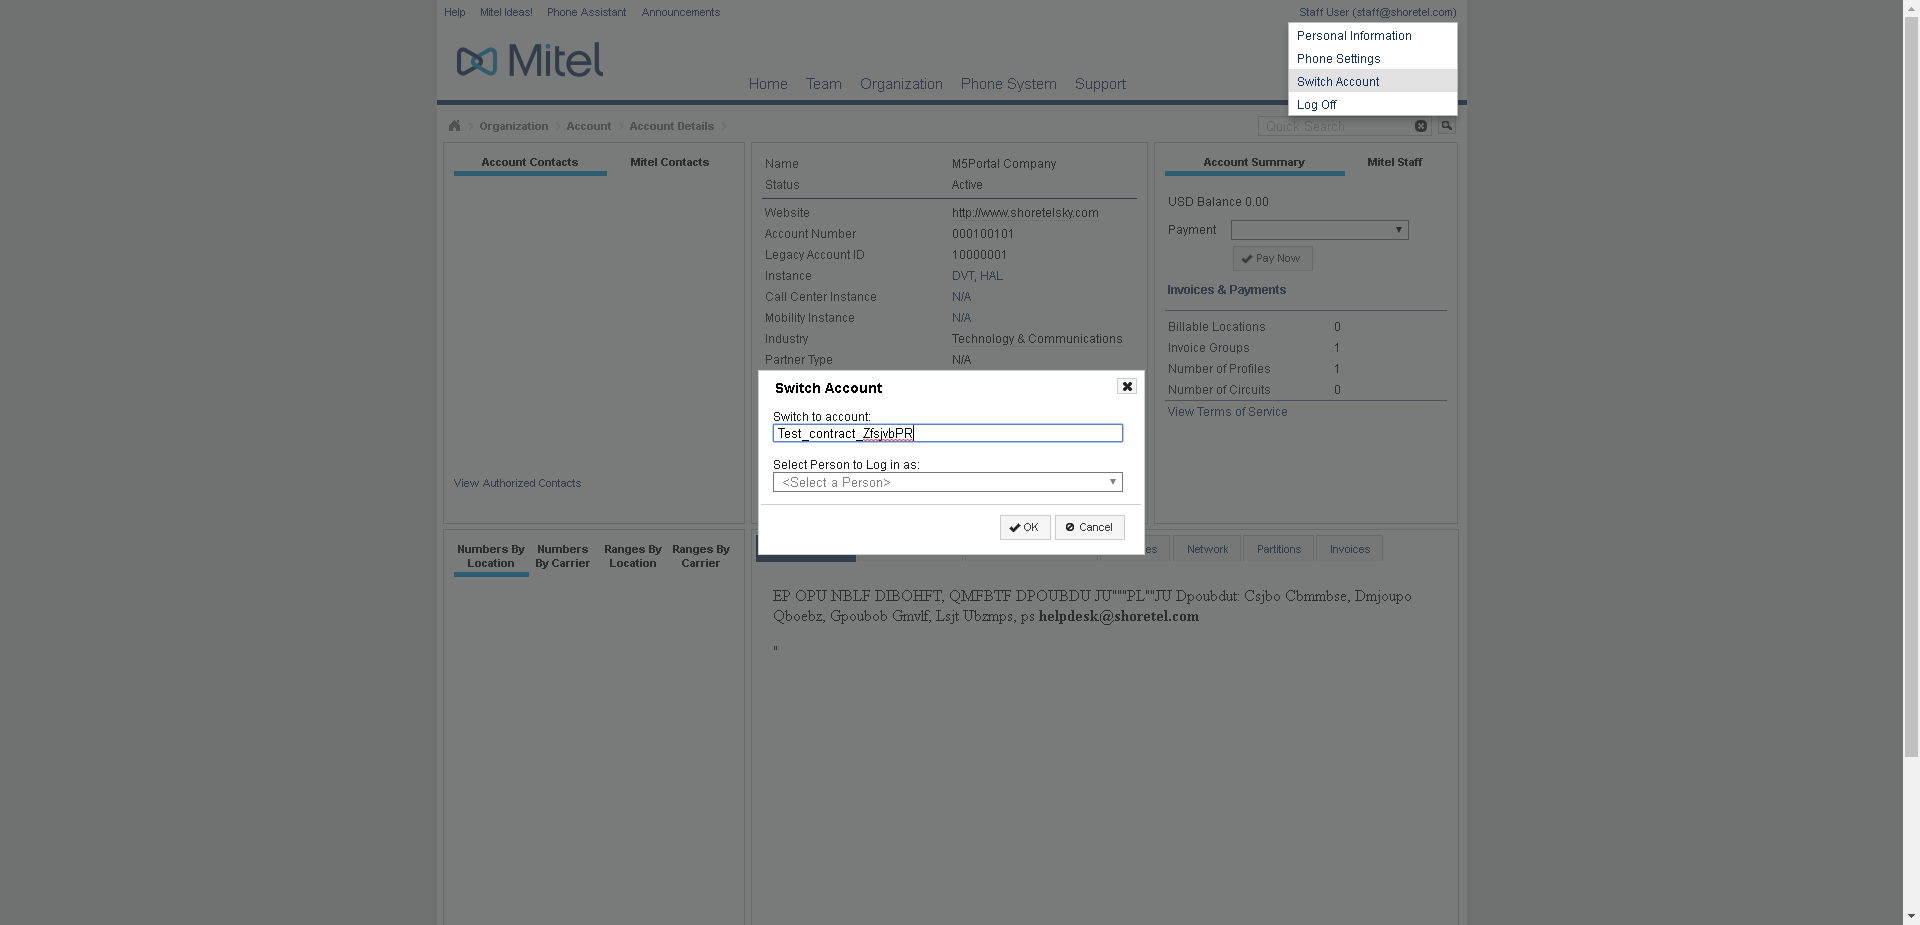 Help Mitel Ideas! Phone Assistant Announcements
Staff User (staff@shoretel.com)
Mitel
Home Team Organization Phone System Support
Personal Information
Phone Settings
Switch Account
Log Off
Organization Account Account Details
Quick Search
Account Contacts Mitel Contacts
View Authorized Contacts
Name M5Portal Company
Status Active
Website http://www.shoretelsky.com
Account Number 000100101
Legacy Account ID 10000001
Instance DVT, HAL
Call Center Instance N/A
Mobility Instance N/A
Industry Technology & Communications
Partner Type N/A
Account Summary Mitel Staff
USD Balance 0.00
Payment
Pay Now
Invoices & Payments
Billable Locations 0
Invoice Groups 1
Number of Profiles 1
Number of Circuits 0
View Terms of Service
Switch Account
Switch to account:
Test_contract_ZfsjvbPR
Select Person to Log in as:
<Select a Person>
OK Cancel
Numbers By Location
Numbers By Carrier
Ranges By Location
Ranges By Carrier
Network Partitions Invoices
EP OPU NBLF DIBOHFT, QMFBTF DPOUBDU JU"""PL""JU Dpoubdut: Csjbo Cbmmbse, Dmjoupo
Qboebz, Gpoubob Gmvlf, Lsjt Ubzmps, ps helpdesk@shoretel.com
"